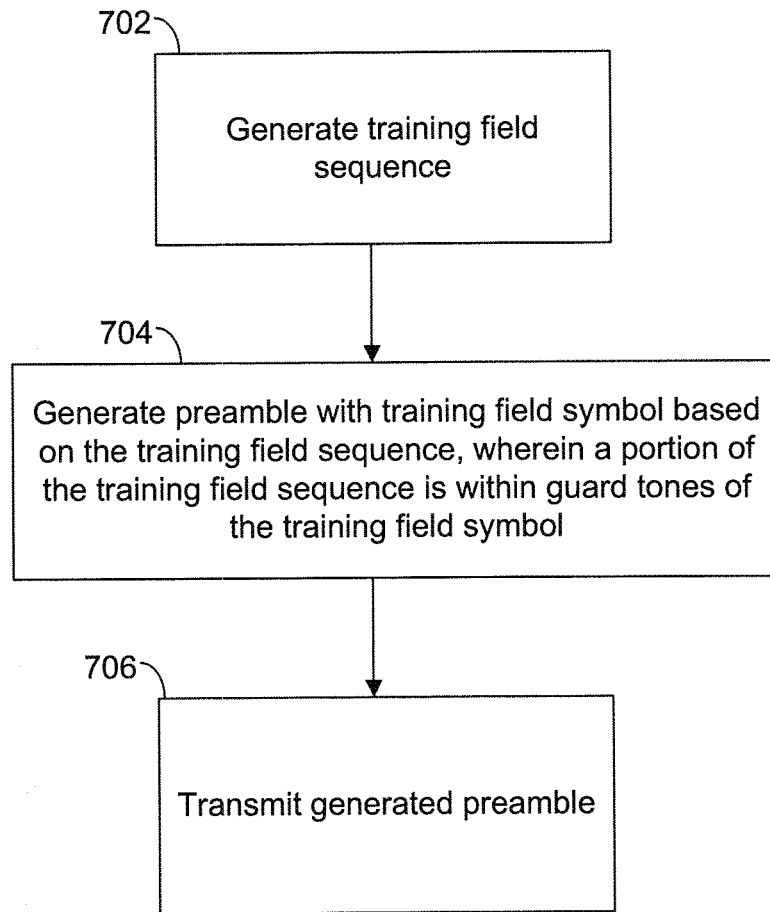 702
Generate training field
sequence
704
Generate preamble with training field symbol based
on the training field sequence, wherein a portion of
the training field sequence is within guard tones of
the training field symbol
706
Transmit generated preamble